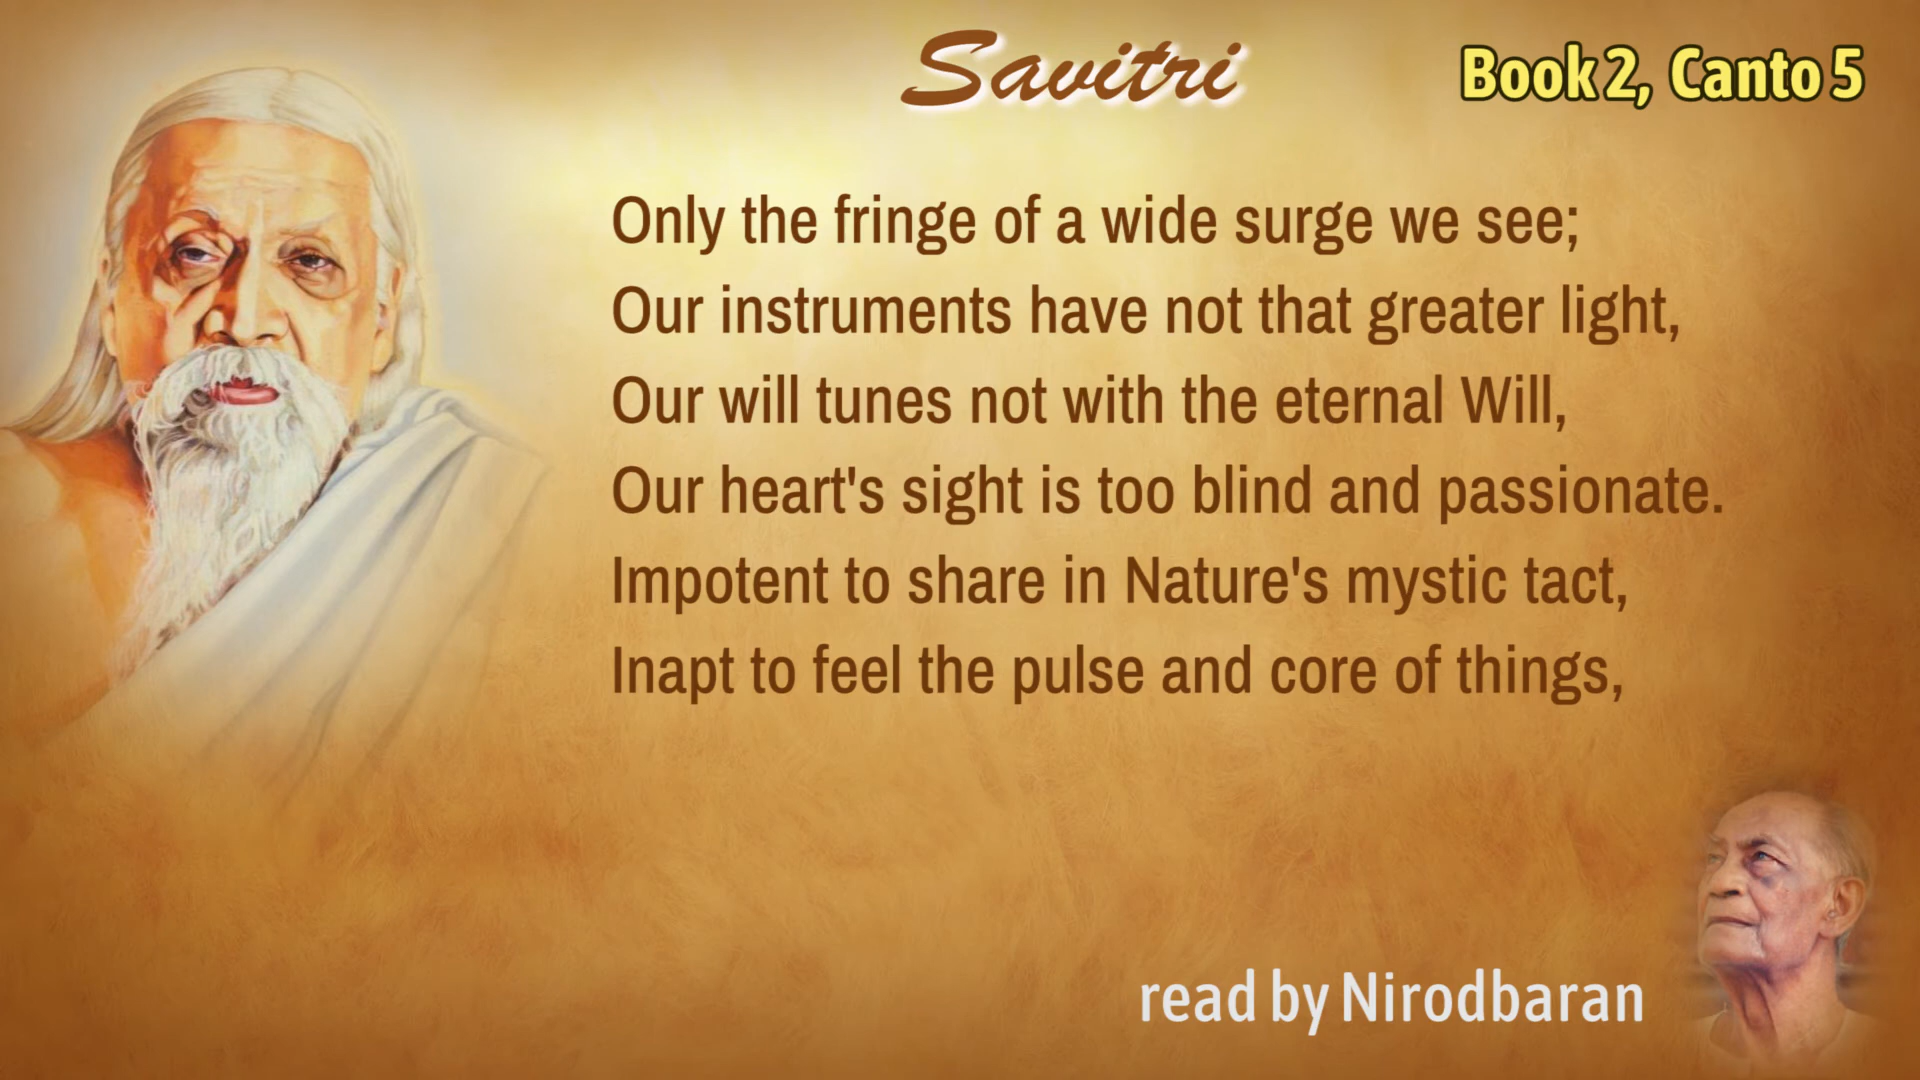 Savitri
Book 2, Canto 5
Only the fringe of a wide surge we see;
Our instruments have not that greater light,
Our will tunes not with the eternal Will,
Our heart's sight is too blind and passionate.
Impotent to share in Nature's mystic tact,
Inapt to feel the pulse and core of things,
read by Nirodbaran